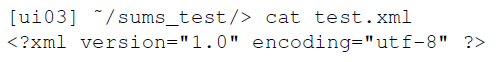 [ui03] ~/sums_test/> cat test.xml
<?xml version="1.0" encoding="utf-8" ?>